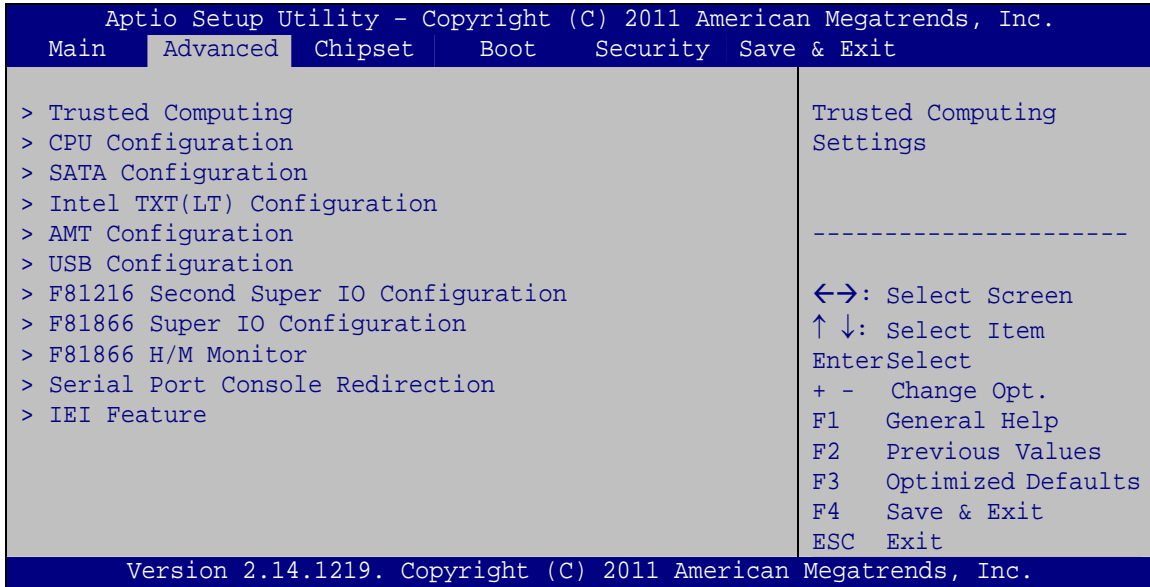 Aptio Setup Utility – Copyright (C) 2011 American Megatrends, Inc.
Main Advanced Chipset Boot Security Save & Exit
> Trusted Computing
> CPU Configuration
> SATA Configuration
> Intel TXT(LT) Configuration
> AMT Configuration
> USB Configuration
> F81216 Second Super IO Configuration
> F81866 Super IO Configuration
> F81866 H/M Monitor
> Serial Port Console Redirection
> IEI Feature
Trusted Computing
Settings
----------------------
←→: Select Screen
↑ ↓: Select Item
EnterSelect
+ - Change Opt.
F1 General Help
F2 Previous Values
F3 Optimized Defaults
F4 Save & Exit
ESC Exit
Version 2.14.1219. Copyright (C) 2011 American Megatrends, Inc.